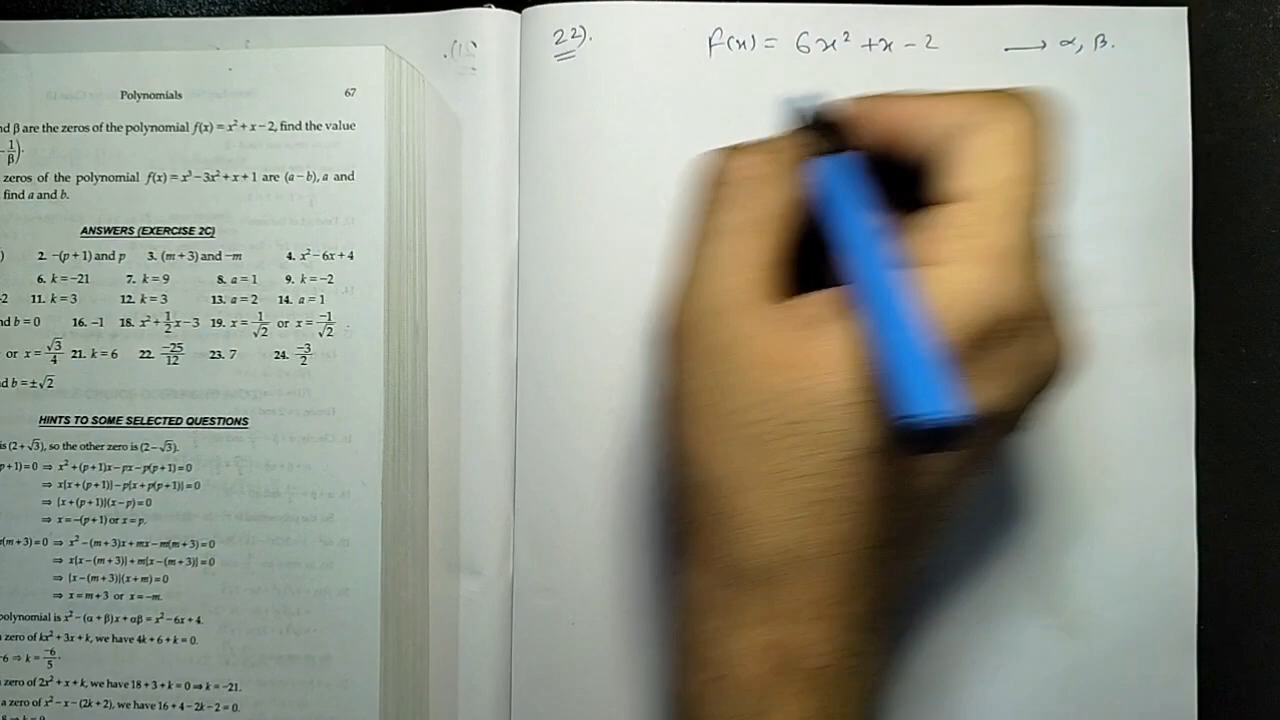 Polynomials 67
nd β are the zeros of the polynomial f(x) = x² + x − 2, find the value
− 1/β).
zeros of the polynomial f(x) = x³ − 3x² + x + 1 are (a − b), a and
find a and b.
ANSWERS (EXERCISE 2C)
) 2. −(p + 1) and p 3. (m + 3) and −m 4. x² − 6x + 4
6. k = −21 7. k = 9 8. a = 1 9. k = −2
−2 11. k = 3 12. k = 3 13. a = 2 14. a = 1
nd b = 0 16. −1 18. x² + 1/2 x − 3 19. x = 1/√2 or x = −1/√2
or x = √3/4 21. k = 6 22. −25/12 23. 7 24. −3/2
d b = ±√2
HINTS TO SOME SELECTED QUESTIONS
is (2 + √3), so the other zero is (2 − √3).
p + 1) = 0 ⇒ x² + (p + 1)x − px − p(p + 1) = 0
⇒ x[x + (p + 1)] − p[x + p(p + 1)] = 0
⇒ [x + (p + 1)](x − p) = 0
⇒ x = −(p + 1) or x = p.
(m + 3) = 0 ⇒ x² − (m + 3)x + mx − m(m + 3) = 0
⇒ x[x − (m + 3)] + m[x − (m + 3)] = 0
⇒ [x − (m + 3)](x + m) = 0
⇒ x = m + 3 or x = −m.
polynomial is x² − (α + β)x + αβ = x² − 6x + 4.
zero of kx² + 3x + k, we have 4k + 6 + k = 0.
−6 ⇒ k = −6/5.
zero of 2x² + x + k, we have 18 + 3 + k = 0 ⇒ k = −21.
a zero of x² − x − (2k + 2), we have 16 + 4 − 2k − 2 = 0.
22). f(x) = 6x² + x − 2 → α, β.